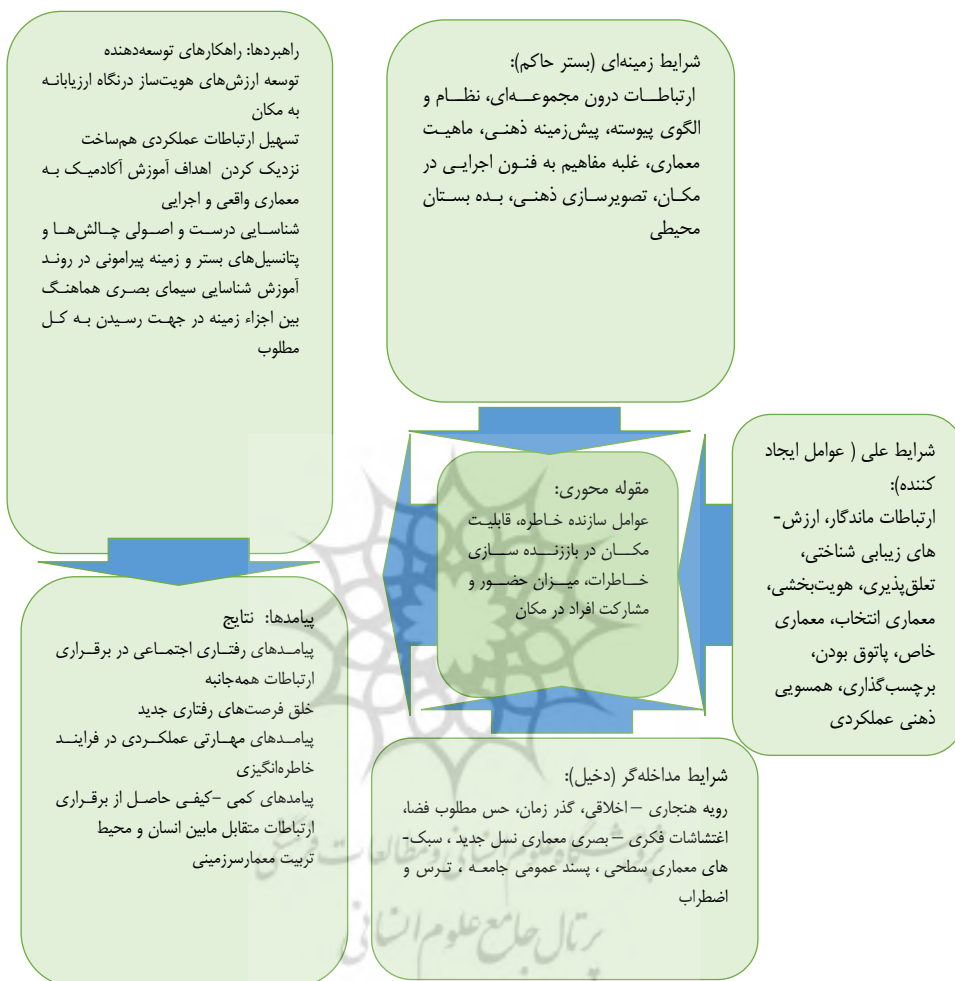 راهبردها: راهکارهای توسعه‌دهنده
توسعه ارزش‌های هویت‌ساز درنگاه ارزیابانه
به مکان
تسهیل ارتباطات عملکردی هم‌ساخت
نزدیک کردن اهداف آموزش آکادمیک به
معماری واقعی و اجرایی
شناسایی درست و اصولی چالش‌ها و
پتانسیل‌های بستر و زمینه پیرامونی در روند
آموزش شناسایی سیمای بصری هماهنگ
بین اجزاء زمینه در جهت رسیدن به کل
مطلوب
شرایط زمینه‌ای (بستر حاکم):
ارتباطات درون مجموعه‌ای، نظام و
الگوی پیوسته، پیش‌زمینه ذهنی، ماهیت
معماری، غلبه مفاهیم به فنون اجرایی در
مکان، تصویرسازی ذهنی، بده بستان
محیطی
شرایط علی ( عوامل ایجاد
کننده):
ارتباطات ماندگار، ارزش-
های زیبایی شناختی،
تعلق‌پذیری، هویت‌بخشی،
معماری انتخاب، معماری
خاص، پاتوق بودن،
برچسب‌گذاری، همسویی
ذهنی عملکردی
مقوله محوری:
عوامل سازنده خاطره، قابلیت
مکان در باززنده سازی
خاطرات، میزان حضور و
مشارکت افراد در مکان
پیامدها: نتایج
پیامدهای رفتاری اجتماعی در برقراری
ارتباطات همه‌جانبه
خلق فرصت‌های رفتاری جدید
پیامدهای مهارتی عملکردی در فرایند
خاطره‌انگیزی
پیامدهای کمی –کیفی حاصل از برقراری
ارتباطات متقابل مابین انسان و محیط
تربیت معمارسرزمینی
شرایط مداخله‌گر (دخیل):
رویه هنجاری – اخلاقی، گذر زمان، حس مطلوب فضا،
اغتشاشات فکری – بصری معماری نسل جدید ، سبک-
های معماری سطحی ، پسند عمومی جامعه ، ترس و
اضطراب
پژوهشگاه علوم انسانی و مطالعات فرهنگی
پرتال جامع علوم انسانی